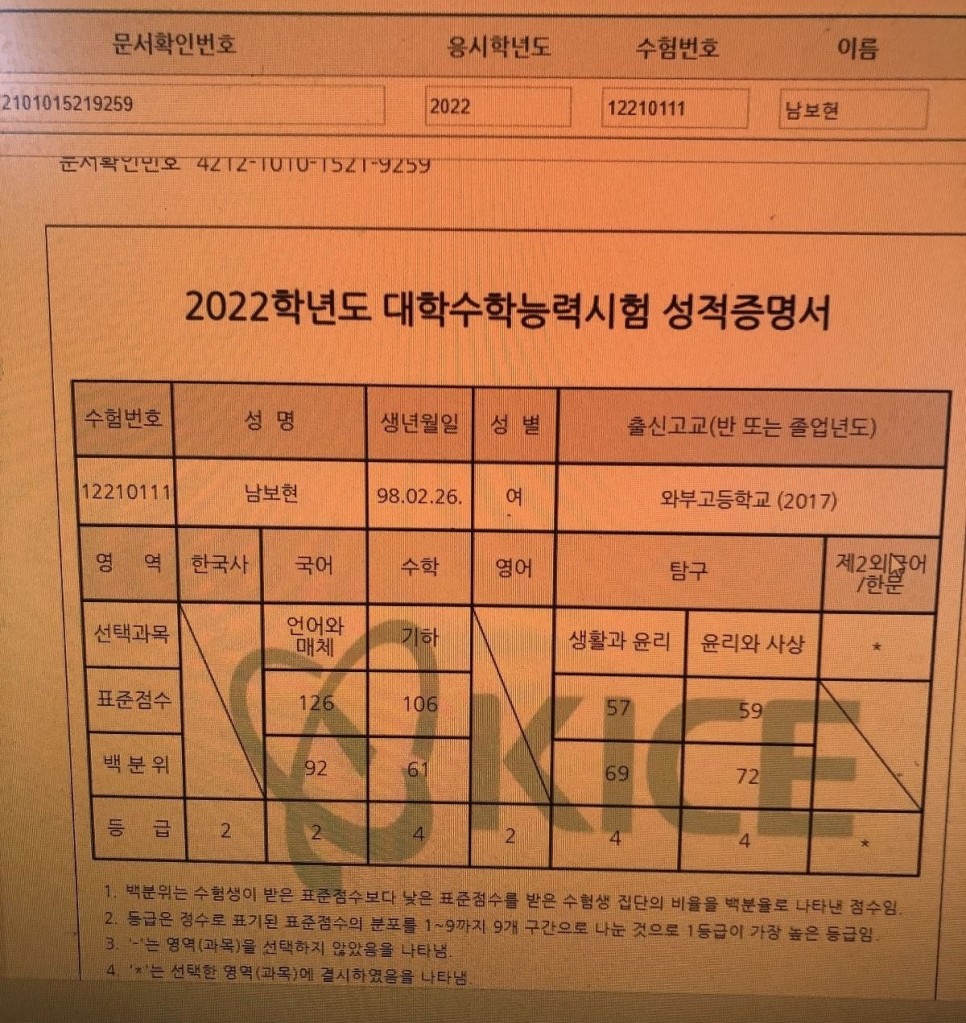 문서확인번호 응시학년도 수험번호 이름
2101015219259 2022 12210111 남보현
문서확인번호 4212-1010-1521-9259
2022학년도 대학수학능력시험 성적증명서
수험번호 성 명 생년월일 성 별 출신고교(반 또는 졸업년도)
12210111 남보현 98.02.26. 여 와부고등학교 (2017)
영 역 한국사 국어 수학 영어 탐구 제2외국어
/한문
선택과목 언어와
매체 기하 생활과 윤리 윤리와 사상 *
표준점수 126 106 57 59
백 분 위 92 61 69 72
등 급 2 2 4 2 4 4 *
KICE
1. 백분위는 수험생이 받은 표준점수보다 낮은 표준점수를 받은 수험생 집단의 비율을 백분율로 나타낸 점수임.
2. 등급은 정수로 표기된 표준점수의 분포를 1~9까지 9개 구간으로 나눈 것으로 1등급이 가장 높은 등급임.
3. '-'는 영역(과목)을 선택하지 않았음을 나타냄.
4. '*'는 선택한 영역(과목)에 결시하였음을 나타냄.